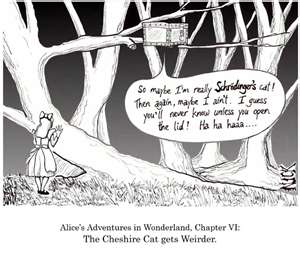 So maybe I'm really Schrödinger's cat!
Then again, maybe I ain't. I guess
you'll never know unless you open
the lid! Ha ha haaa....
NICK
Alice's Adventures in Wonderland, Chapter VI:
The Cheshire Cat gets Weirder.